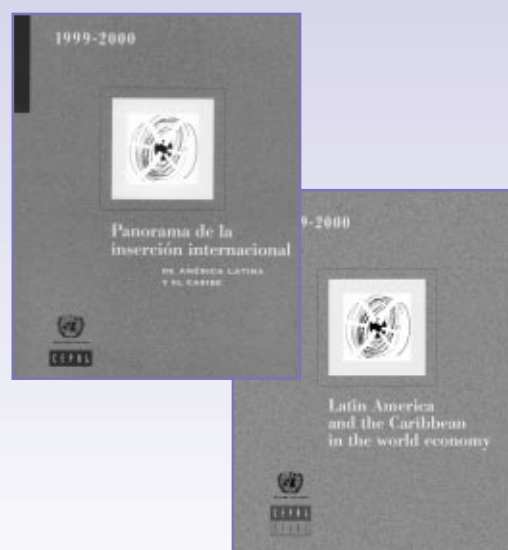 1999-2000
Panorama de la
inserción internacional
DE AMÉRICA LATINA
Y EL CARIBE
CEPAL
9-2000
Latin America
and the Caribbean
in the world economy
CEPAL